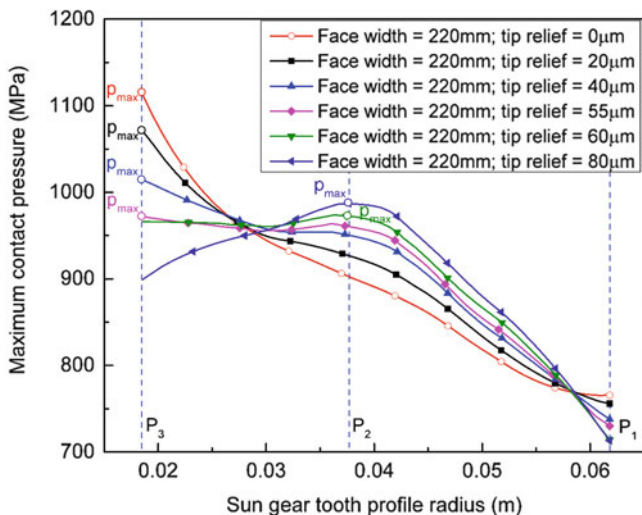 1200
1100
1000
900
800
700
Maximum contact pressure (MPa)
Face width = 220mm; tip relief = 0μm
Face width = 220mm; tip relief = 20μm
Face width = 220mm; tip relief = 40μm
Face width = 220mm; tip relief = 55μm
Face width = 220mm; tip relief = 60μm
Face width = 220mm; tip relief = 80μm
pmax
pmax
pmax
pmax
pmax
pmax
P3
P2
P1
0.02
0.03
0.04
0.05
0.06
Sun gear tooth profile radius (m)